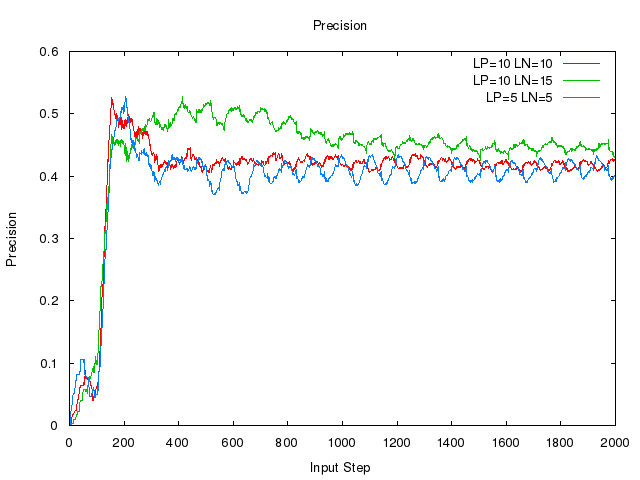 Precision
LP=10 LN=10
LP=10 LN=15
LP=5 LN=5
0.6
0.5
0.4
0.3
0.2
0.1
0
Precision
0 200 400 600 800 1000 1200 1400 1600 1800 2000
Input Step